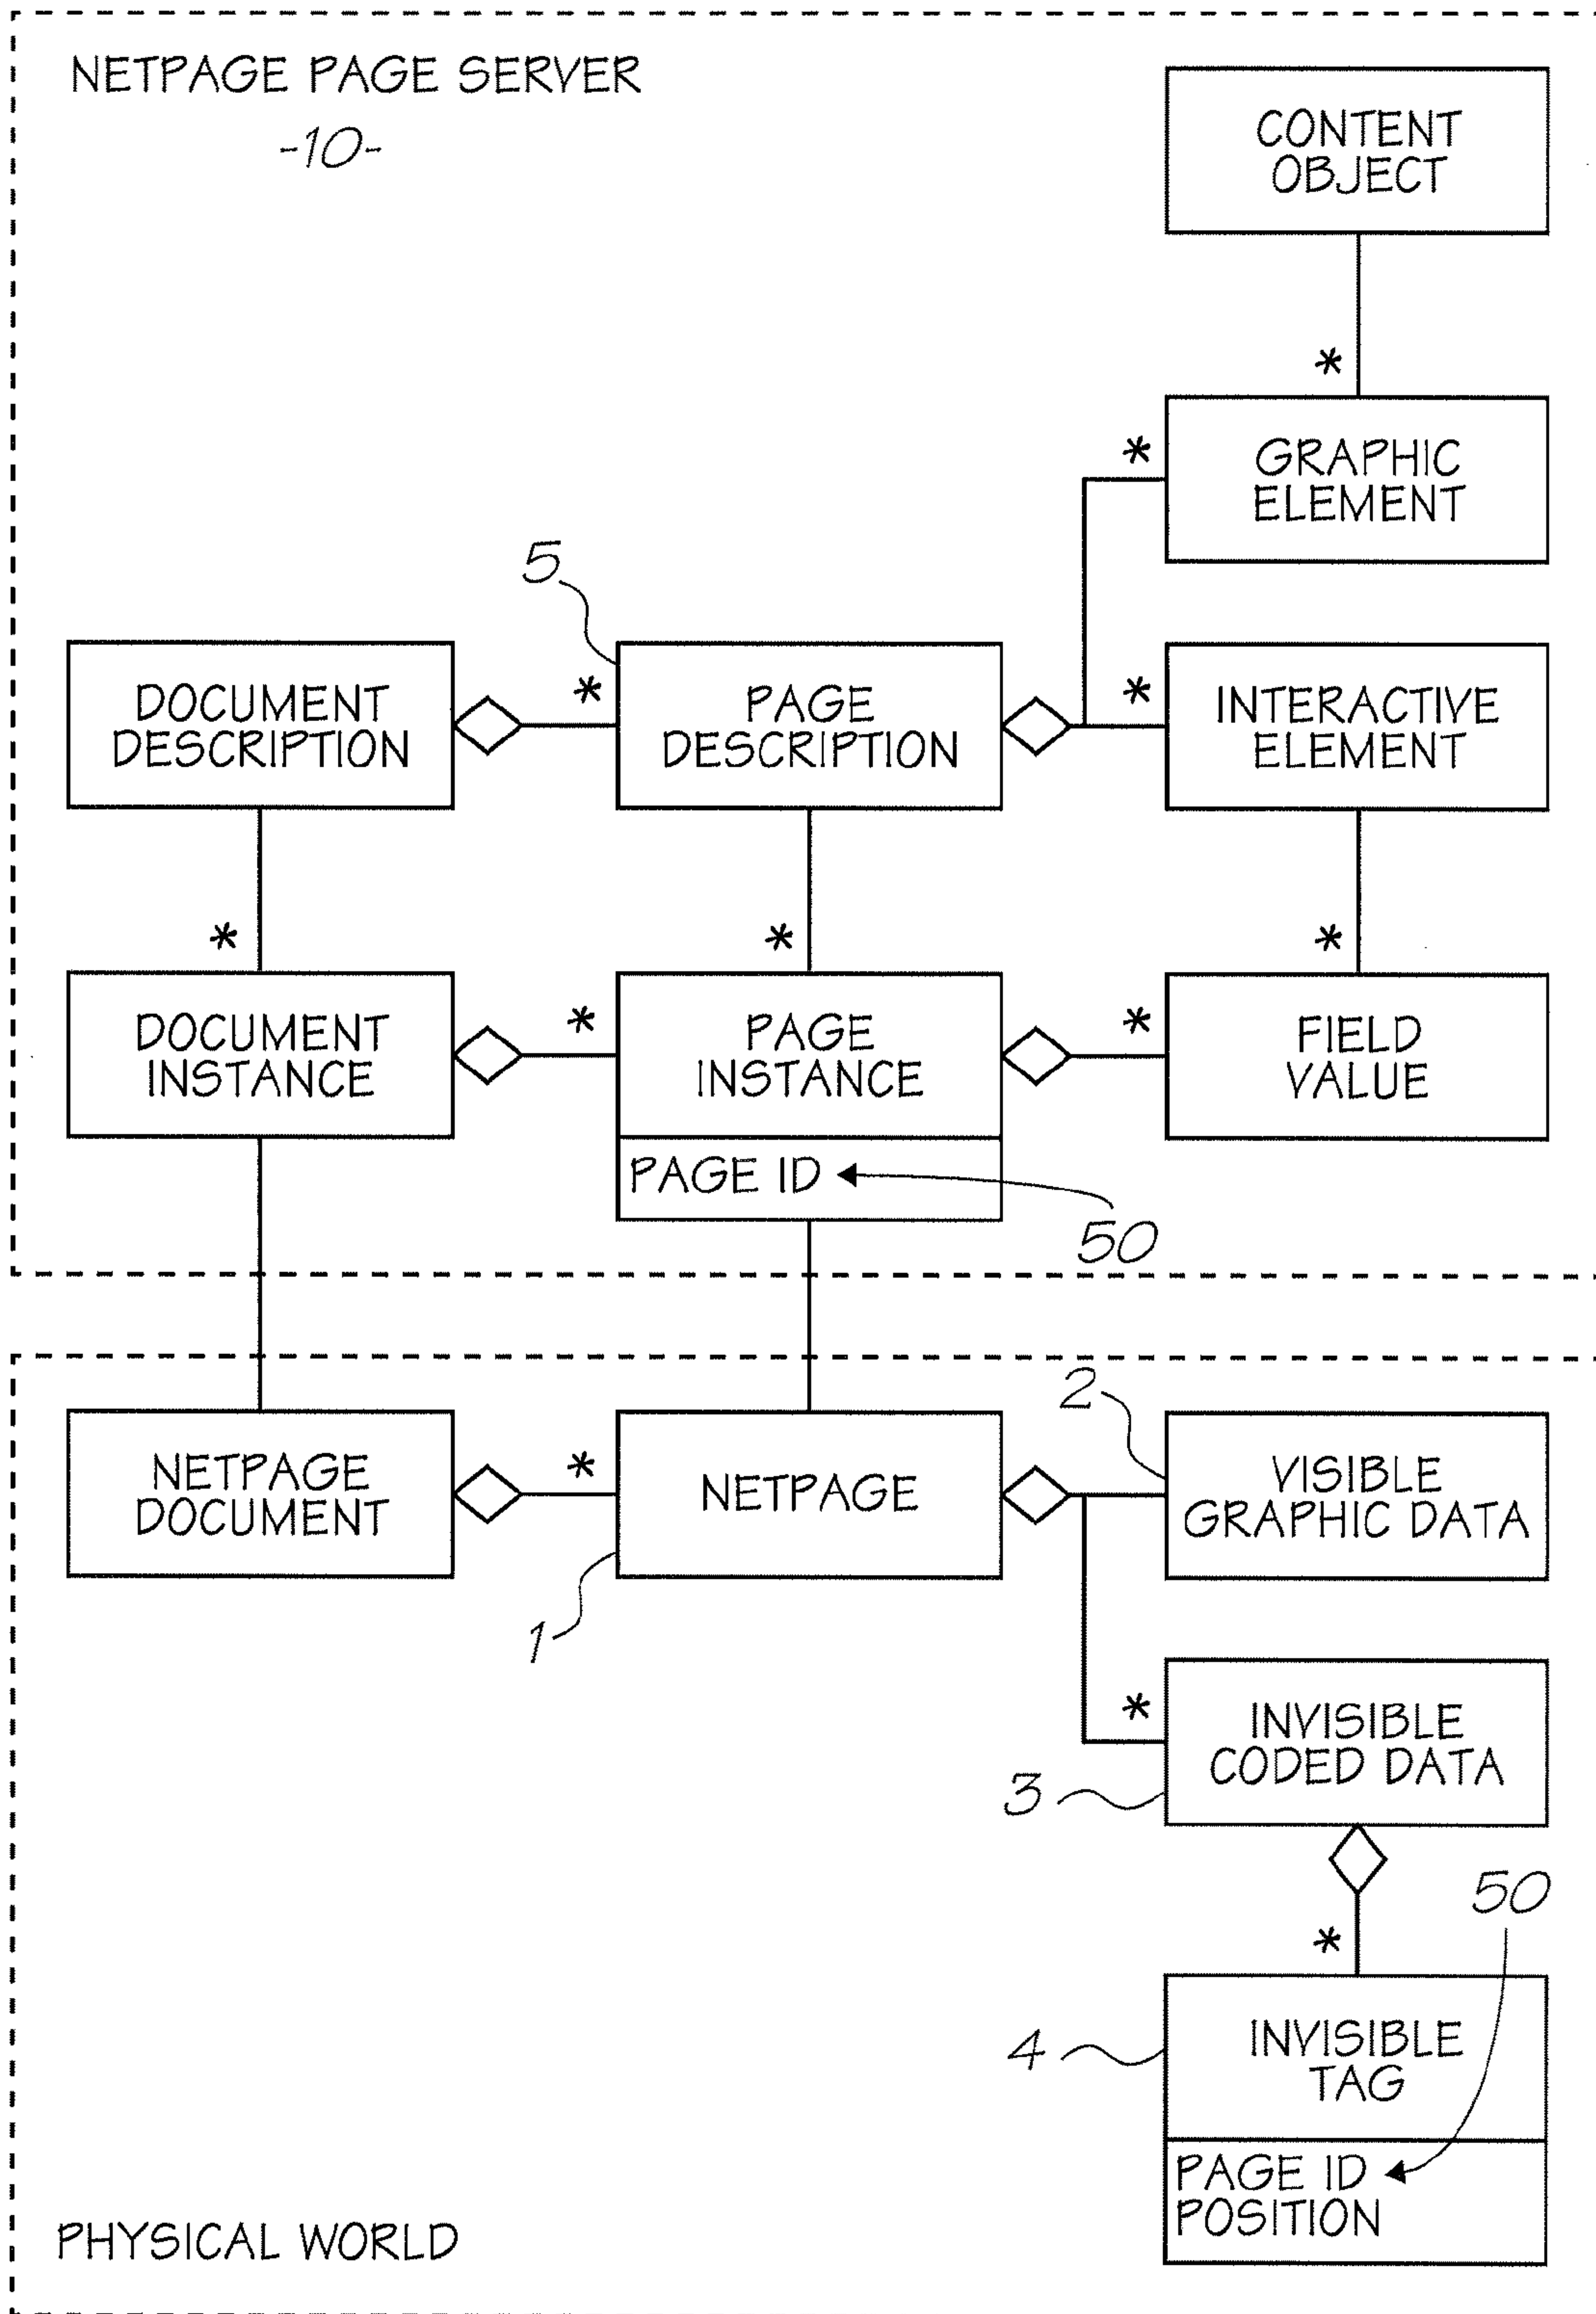 NETPAGE PAGE SERVER
-10-
CONTENT
OBJECT
*
*
GRAPHIC
ELEMENT
5
DOCUMENT
DESCRIPTION
*
PAGE
DESCRIPTION
*
INTERACTIVE
ELEMENT
*
*
*
DOCUMENT
INSTANCE
*
PAGE
INSTANCE
*
FIELD
VALUE
PAGE ID
50
2
NETPAGE
DOCUMENT
*
NETPAGE
VISIBLE
GRAPHIC DATA
1
*
INVISIBLE
CODED DATA
3
50
*
4
INVISIBLE
TAG
PAGE ID
POSITION
PHYSICAL WORLD